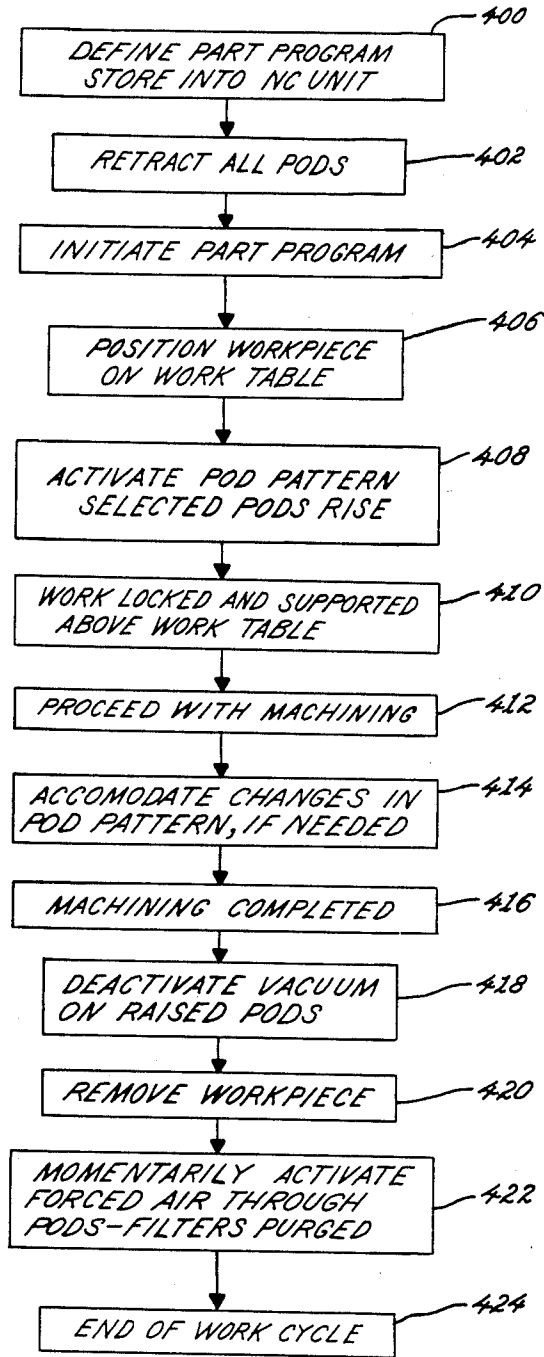 400
DEFINE PART PROGRAM
STORE INTO NC UNIT
402
RETRACT ALL PODS
404
INITIATE PART PROGRAM
406
POSITION WORKPIECE
ON WORK TABLE
408
ACTIVATE POD PATTERN
SELECTED PODS RISE
410
WORK LOCKED AND SUPPORTED
ABOVE WORK TABLE
412
PROCEED WITH MACHINING
414
ACCOMODATE CHANGES IN
POD PATTERN, IF NEEDED
416
MACHINING COMPLETED
418
DEACTIVATE VACUUM
ON RAISED PODS
420
REMOVE WORKPIECE
422
MOMENTARILY ACTIVATE
FORCED AIR THROUGH
PODS-FILTERS PURGED
424
END OF WORK CYCLE